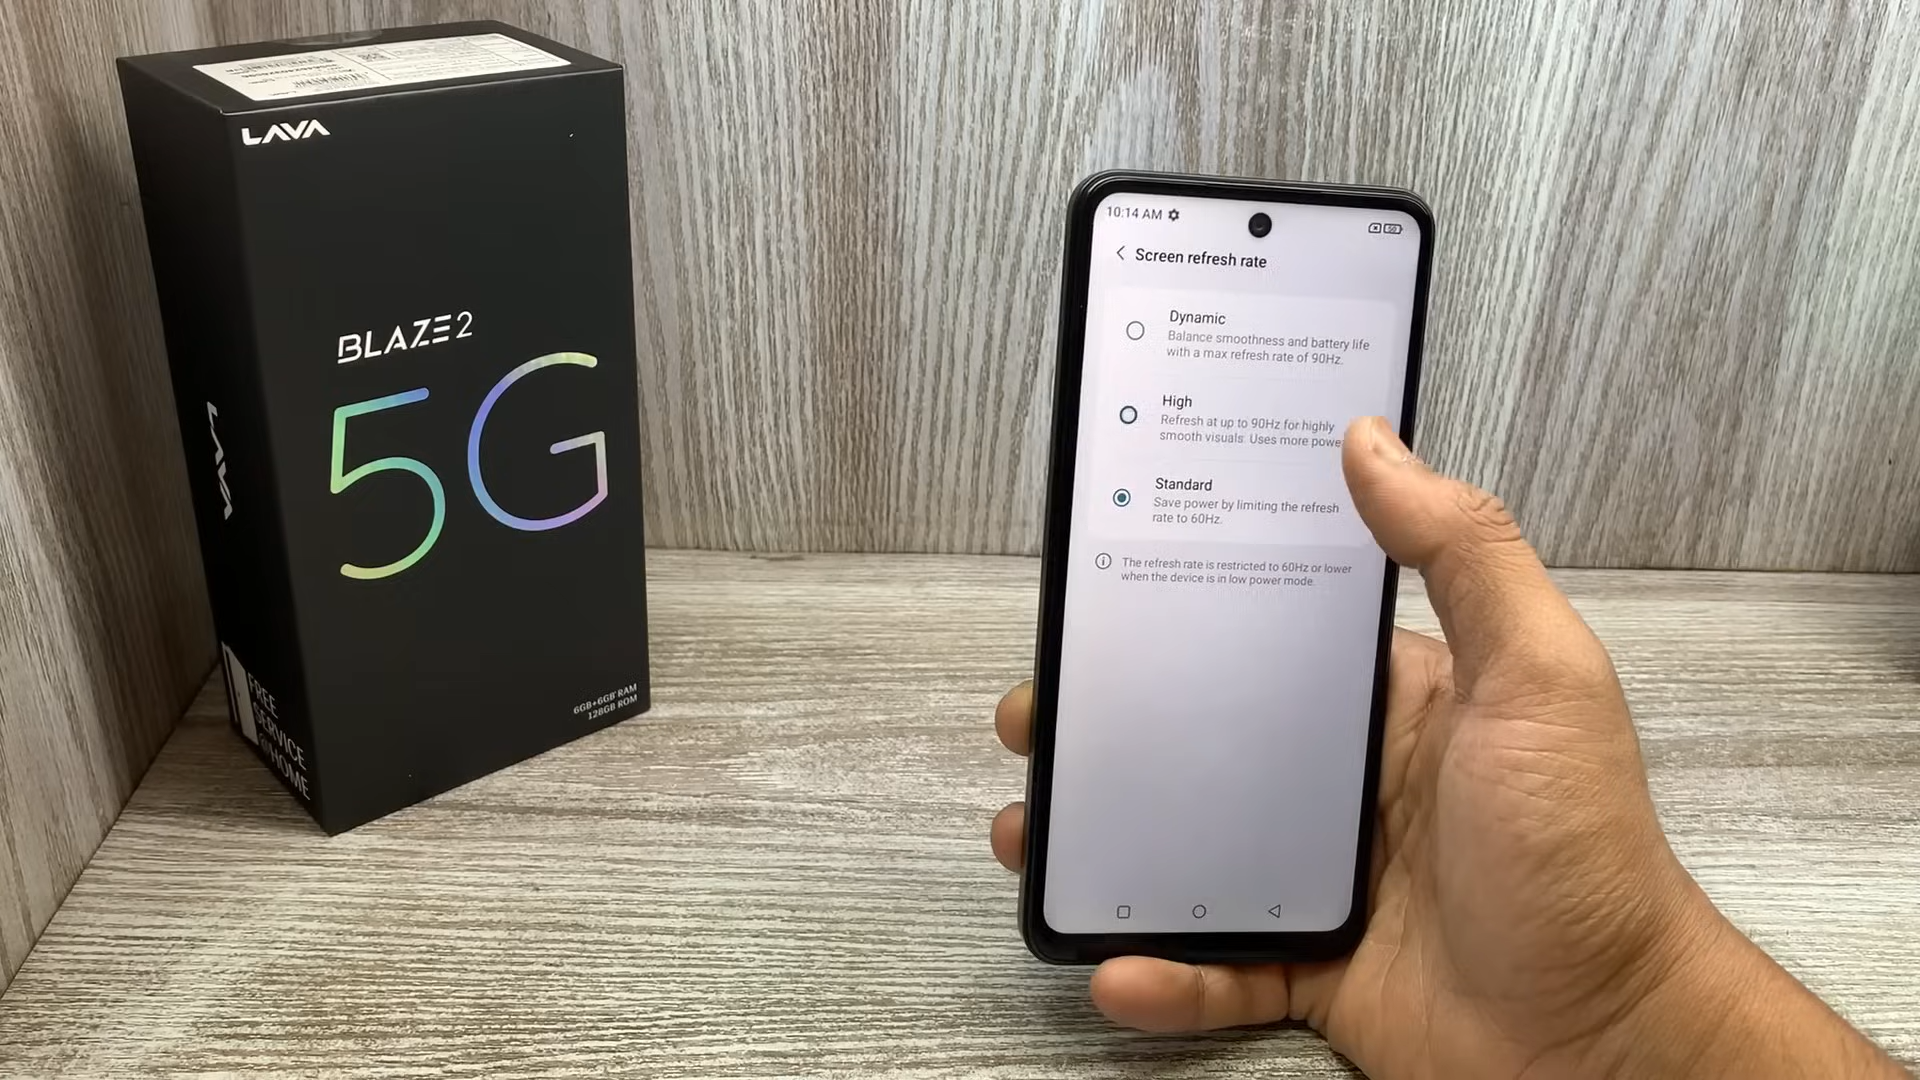 LAVA
BLAZE 2
5G
6GB+6GB* RAM
128GB ROM
LAVA
FREE
SERVICE
@HOME
10:14 AM
Screen refresh rate
Dynamic
Balance smoothness and battery life
with a max refresh rate of 90Hz.
High
Refresh at up to 90Hz for highly
smooth visuals. Uses more
Standard
Save power by limiting the refresh
rate to 60Hz.
The refresh rate is restricted to 60Hz or lower
when the device is in low power mode.